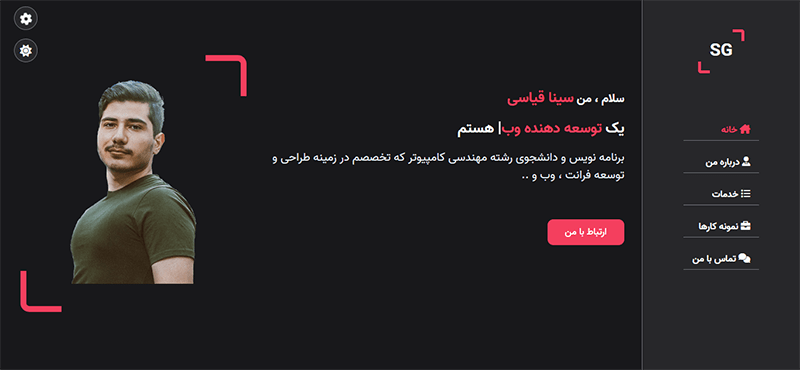 SG
خانه
درباره من
خدمات
نمونه کارها
تماس با من
سلام ، من سینا قیاسی
یک توسعه دهنده وب| هستم
برنامه نویس و دانشجوی رشته مهندسی کامپیوتر که تخصصم در زمینه طراحی و
توسعه فرانت ، وب و ..
ارتباط با من